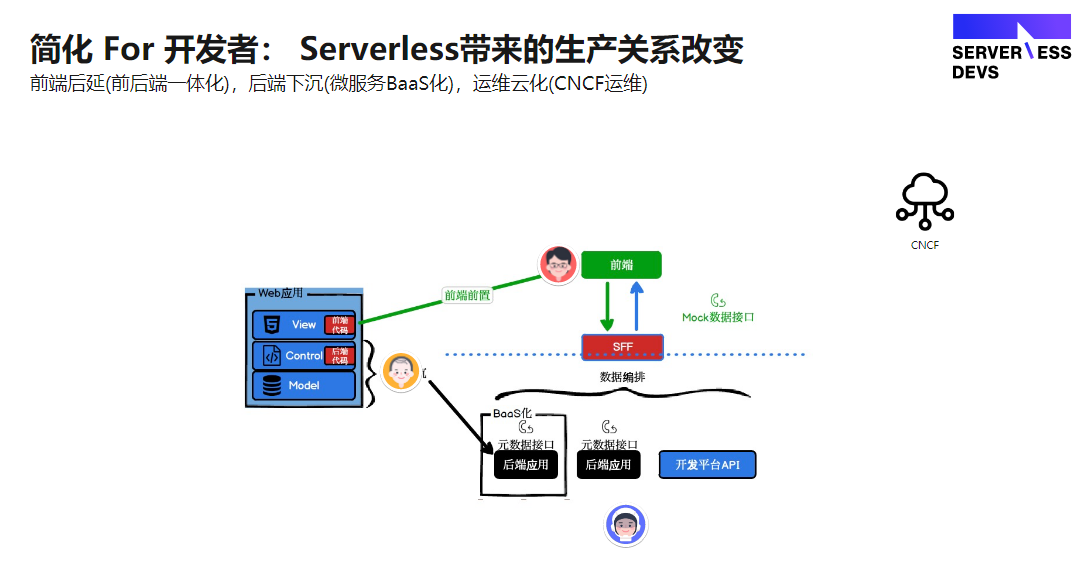 简化 For 开发者： Serverless带来的生产关系改变
前端后延(前后端一体化)，后端下沉(微服务BaaS化)，运维云化(CNCF运维)
SERVERLESS
DEVS
CNCF
前端
Web应用
前端前置
View
前端
代码
Mock数据接口
SFF
Control
后端
代码
Model
数据编排
BaaS化
元数据接口
元数据接口
后端应用
后端应用
开发平台API